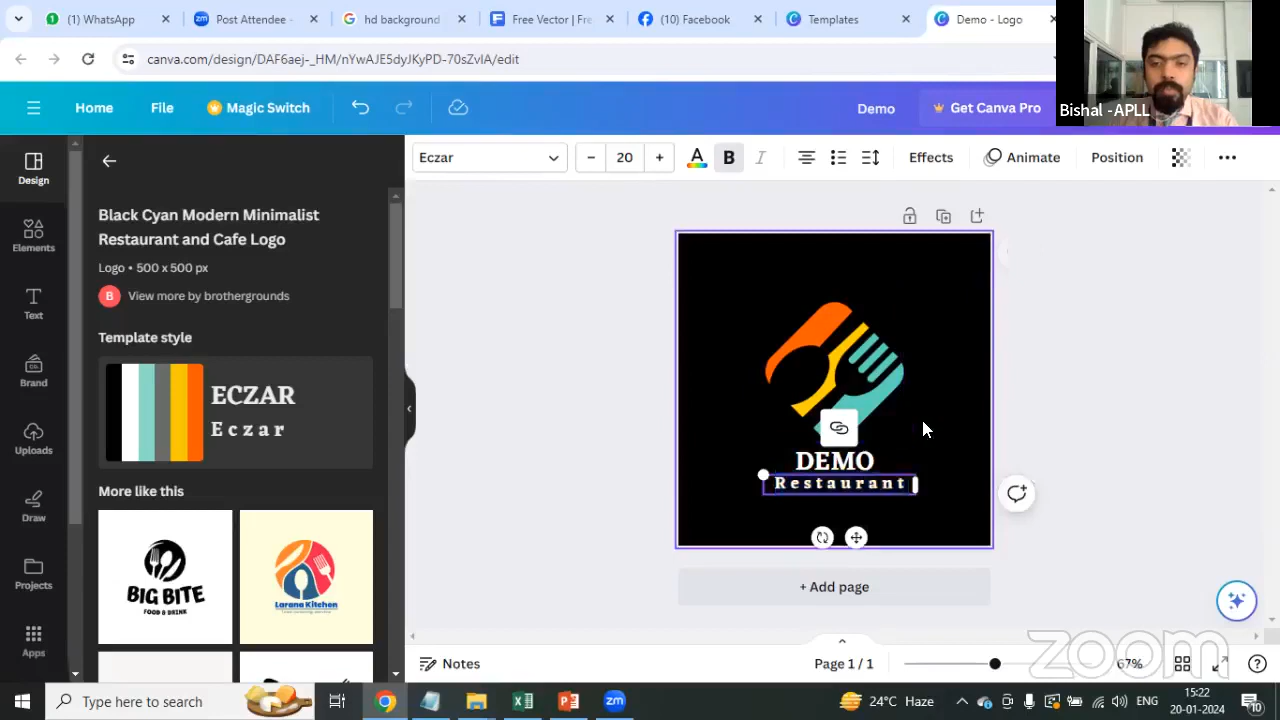 (1) WhatsApp
Post Attendee -
hd background
Free Vector | Fre
(10) Facebook
Templates
Demo - Logo
canva.com/design/DAF6aej-_HM/nYwAJE5dyJKyPD-70sZvIA/edit
Bishal -APLL
Home
File
Magic Switch
Demo
Get Canva Pro
Eczar
20
A
B
I
Effects
Animate
Position
Design
Elements
Text
Brand
Uploads
Draw
Projects
Apps
Black Cyan Modern Minimalist
Restaurant and Cafe Logo
Logo • 500 x 500 px
B
View more by brothergrounds
Template style
ECZAR
Eczar
More like this
BIG BITE
FOOD & DRINK
Larana Kitchen
DEMO
Restaurant
+ Add page
Notes
Page 1 / 1
67%
zoom
Type here to search
24°C Haze
ENG
15:22
20-01-2024
10